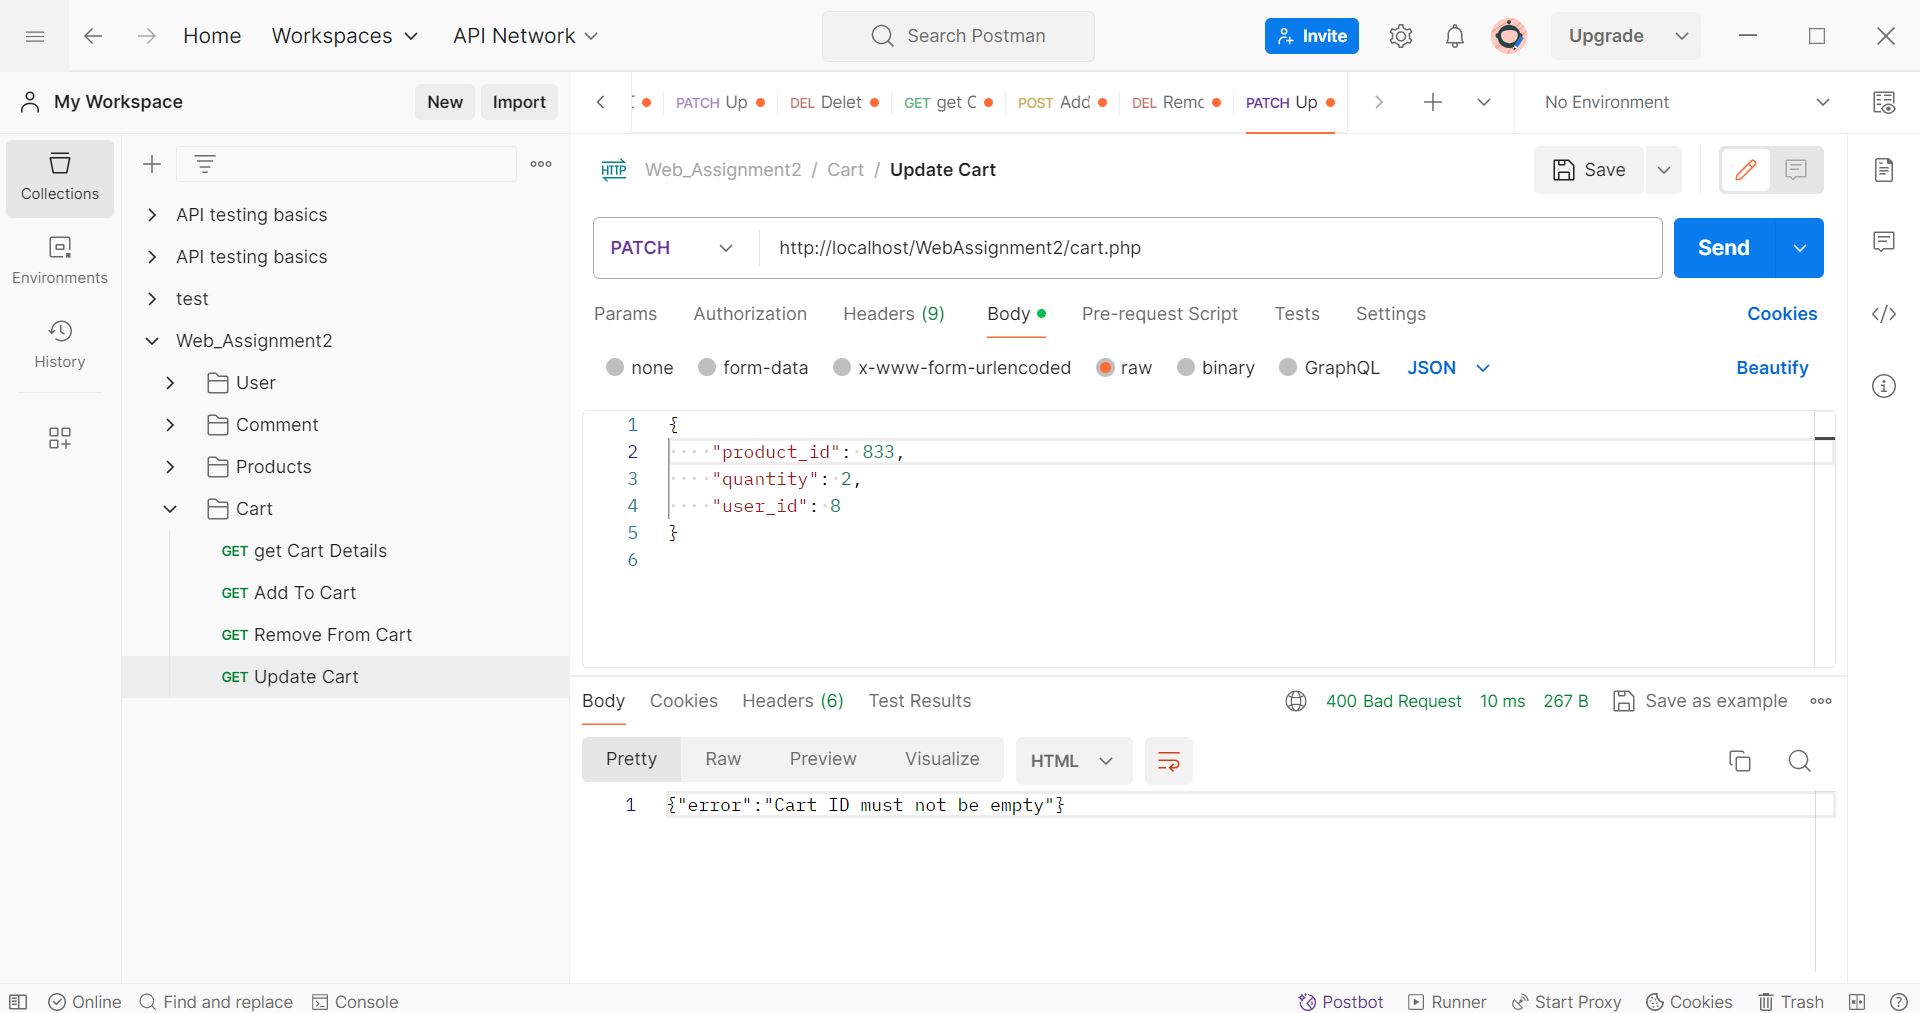 Home Workspaces API Network Search Postman Invite Upgrade
My Workspace New Import PATCH Up DEL Delet GET get C POST Add DEL Remc PATCH Up No Environment
Collections
Environments
History
API testing basics
API testing basics
test
Web_Assignment2
User
Comment
Products
Cart
GET get Cart Details
GET Add To Cart
GET Remove From Cart
GET Update Cart
HTTP Web_Assignment2 / Cart / Update Cart Save
PATCH http://localhost/WebAssignment2/cart.php Send
Params Authorization Headers (9) Body Pre-request Script Tests Settings Cookies
none form-data x-www-form-urlencoded raw binary GraphQL JSON Beautify
1 {
2 "product_id": 833,
3 "quantity": 2,
4 "user_id": 8
5 }
6
Body Cookies Headers (6) Test Results 400 Bad Request 10 ms 267 B Save as example
Pretty Raw Preview Visualize HTML
1 {"error":"Cart ID must not be empty"}
Online Find and replace Console Postbot Runner Start Proxy Cookies Trash